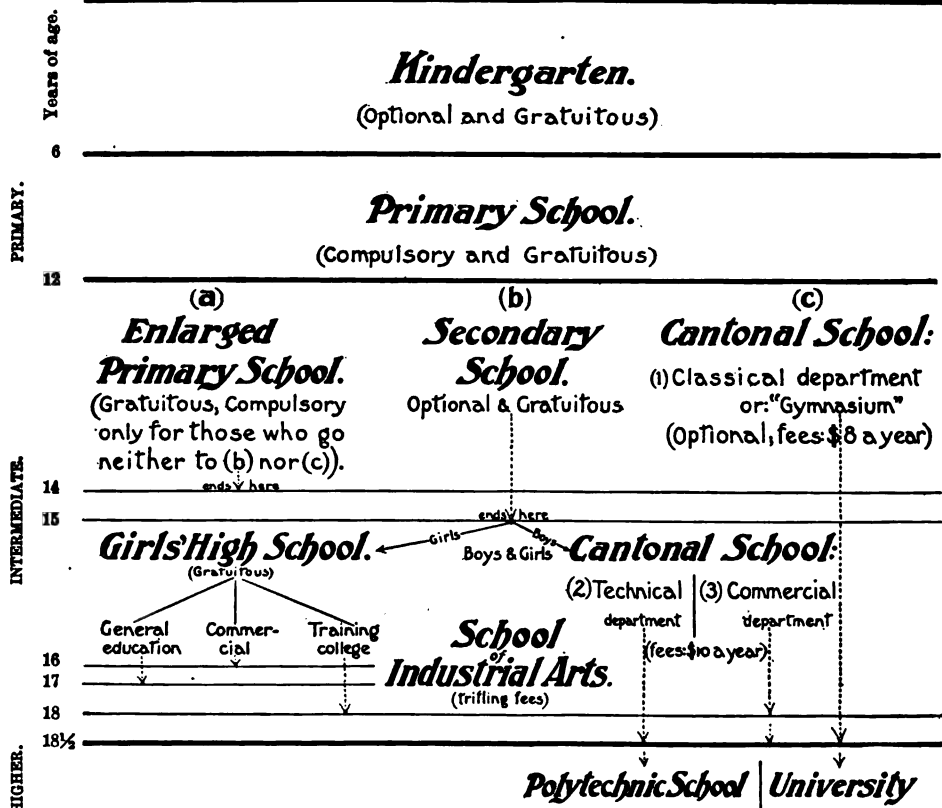 Years of age.
Kindergarten.
(Optional and Gratuitous)
6
PRIMARY.
Primary School.
(Compulsory and Gratuitous)
12
(a)
Enlarged
Primary School.
(Gratuitous, Compulsory
only for those who go
neither to (b) nor (c)).
ends here
(b)
Secondary
School.
Optional & Gratuitous
ends here
(c)
Cantonal School:
(1) Classical department
or: "Gymnasium"
(Optional, fees: $8 a year)
INTERMEDIATE.
14
15
Girls
Boys
Boys & Girls
Girls' High School.
(Gratuitous)
General
education
Commer-
cial
Training
college
School
of
Industrial Arts.
(trifling fees)
Cantonal School:
(2) Technical
department
(3) Commercial
department
(fees: $10 a year)
16
17
18
18½
HIGHER.
Polytechnic School
University